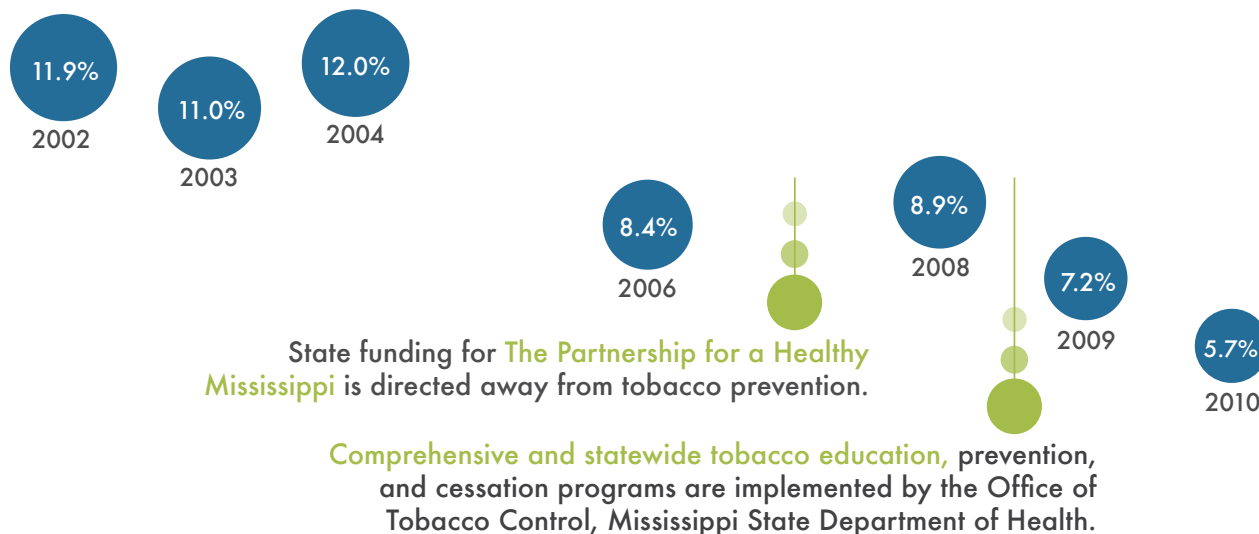 11.9%
2002
11.0%
2003
12.0%
2004
8.4%
2006
8.9%
2008
7.2%
2009
5.7%
2010
State funding for The Partnership for a Healthy
Mississippi is directed away from tobacco prevention.
Comprehensive and statewide tobacco education, prevention,
and cessation programs are implemented by the Office of
Tobacco Control, Mississippi State Department of Health.